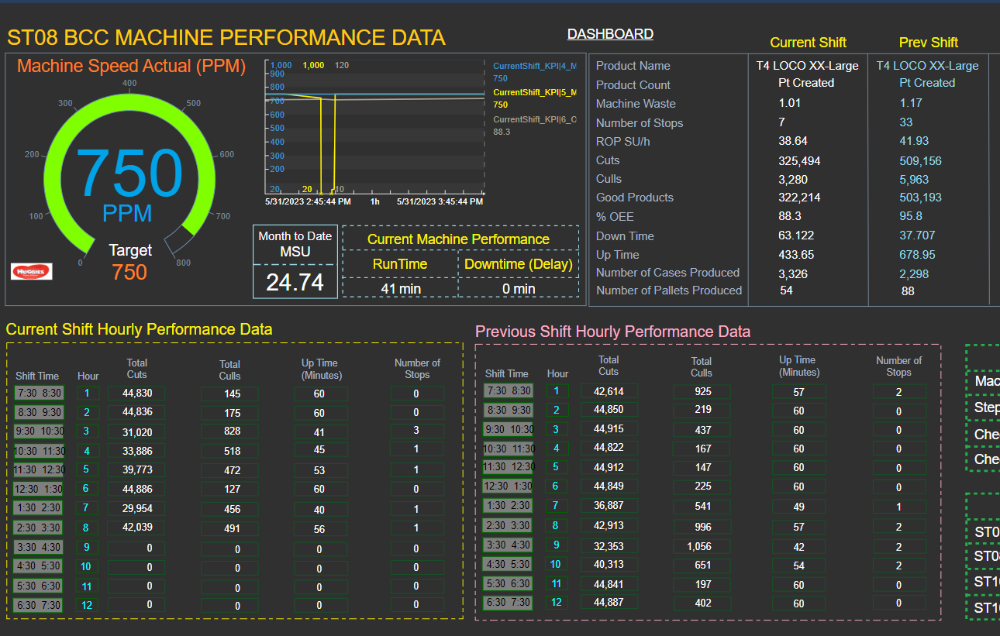 ST08 BCC MACHINE PERFORMANCE DATA
DASHBOARD
Current Shift Prev Shift
Machine Speed Actual (PPM)
0 100 200 300 400 500 600 700 800
750
PPM
Target
750
HUGGIES
1,000 1,000 120
900
800
700
600
500
400
300
200
20 20 10
5/31/2023 2:45:44 PM 1h 5/31/2023 3:45:44 PM
CurrentShift_KPI|4_M
750
CurrentShift_KPI|5_M
750
CurrentShift_KPI|6_O
88.3
Month to Date
MSU
24.74
Current Machine Performance
RunTime Downtime (Delay)
41 min 0 min
Product Name T4 LOCO XX-Large T4 LOCO XX-Large
Product Count Pt Created Pt Created
Machine Waste 1.01 1.17
Number of Stops 7 33
ROP SU/h 38.64 41.93
Cuts 325,494 509,156
Culls 3,280 5,963
Good Products 322,214 503,193
% OEE 88.3 95.8
Down Time 63.122 37.707
Up Time 433.65 678.95
Number of Cases Produced 3,326 2,298
Number of Pallets Produced 54 88
Current Shift Hourly Performance Data
Shift Time Hour Total Cuts Total Culls Up Time (Minutes) Number of Stops
7:30 8:30 1 44,830 145 60 0
8:30 9:30 2 44,836 175 60 0
9:30 10:30 3 31,020 828 41 3
10:30 11:30 4 33,886 518 45 1
11:30 12:30 5 39,773 472 53 1
12:30 1:30 6 44,886 127 60 0
1:30 2:30 7 29,954 456 40 1
2:30 3:30 8 42,039 491 56 1
3:30 4:30 9 0 0 0 0
4:30 5:30 10 0 0 0 0
5:30 6:30 11 0 0 0 0
6:30 7:30 12 0 0 0 0
Previous Shift Hourly Performance Data
Shift Time Hour Total Cuts Total Culls Up Time (Minutes) Number of Stops
7:30 8:30 1 42,614 925 57 2
8:30 9:30 2 44,850 219 60 0
9:30 10:30 3 44,915 437 60 0
10:30 11:30 4 44,822 167 60 0
11:30 12:30 5 44,912 147 60 0
12:30 1:30 6 44,849 225 60 0
1:30 2:30 7 36,887 541 49 1
2:30 3:30 8 42,913 996 57 2
3:30 4:30 9 32,353 1,056 42 2
4:30 5:30 10 40,313 651 54 2
5:30 6:30 11 44,841 197 60 0
6:30 7:30 12 44,887 402 60 0
Mac
Step
Che
Che
ST0
ST0
ST1
ST1